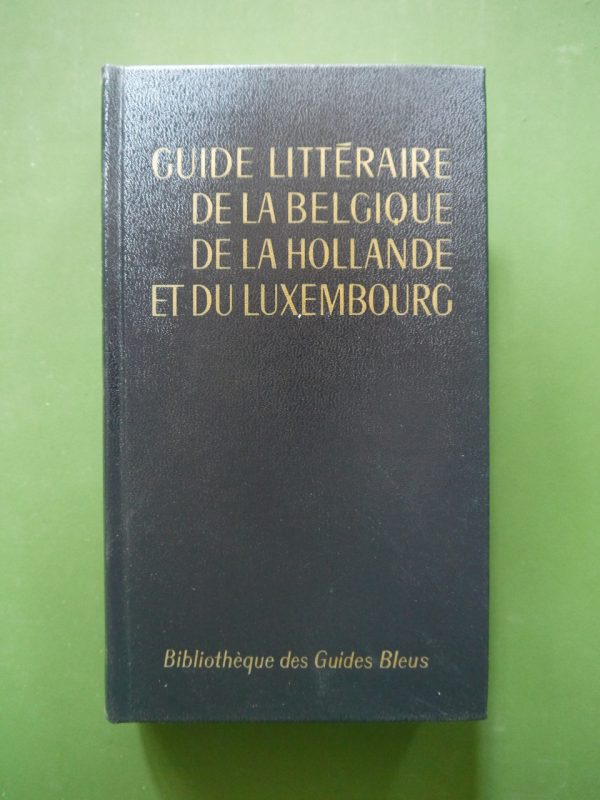 GUIDE LITTÉRAIRE
DE LA BELGIQUE
DE LA HOLLANDE
ET DU LUXEMBOURG
Bibliothèque des Guides Bleus